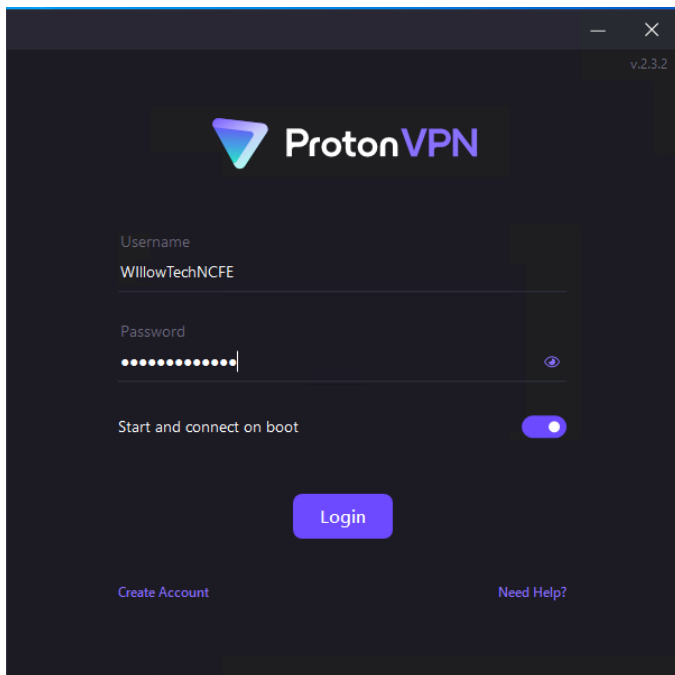 v.2.3.2
ProtonVPN
Username
WIllowTechNCFE
Password
●●●●●●●●●●●●●
Start and connect on boot
Login
Create Account
Need Help?